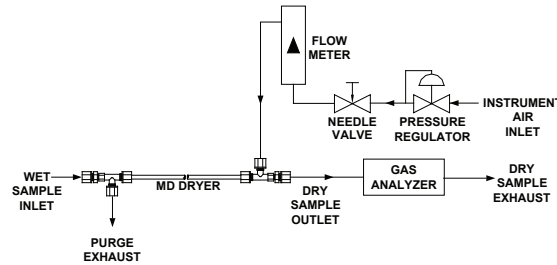 FLOW
METER
NEEDLE
VALVE
PRESSURE
REGULATOR
INSTRUMENT
AIR
INLET
WET
SAMPLE
INLET
MD DRYER
PURGE
EXHAUST
DRY
SAMPLE
OUTLET
GAS
ANALYZER
DRY
SAMPLE
EXHAUST